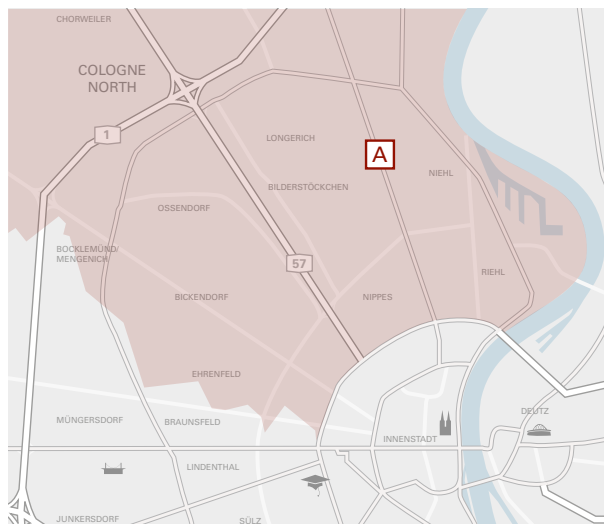 CHORWEILER
COLOGNE
NORTH
1
LONGERICH
A
BILDERSTÖCKCHEN
NIEHL
OSSENDORF
BOCKLEMÜND/
MENGENICH
57
RIEHL
BICKENDORF
NIPPES
EHRENFELD
MÜNGERSDORF
BRAUNSFELD
DEUTZ
INNENSTADT
LINDENTHAL
JUNKERSDORF
SÜLZ